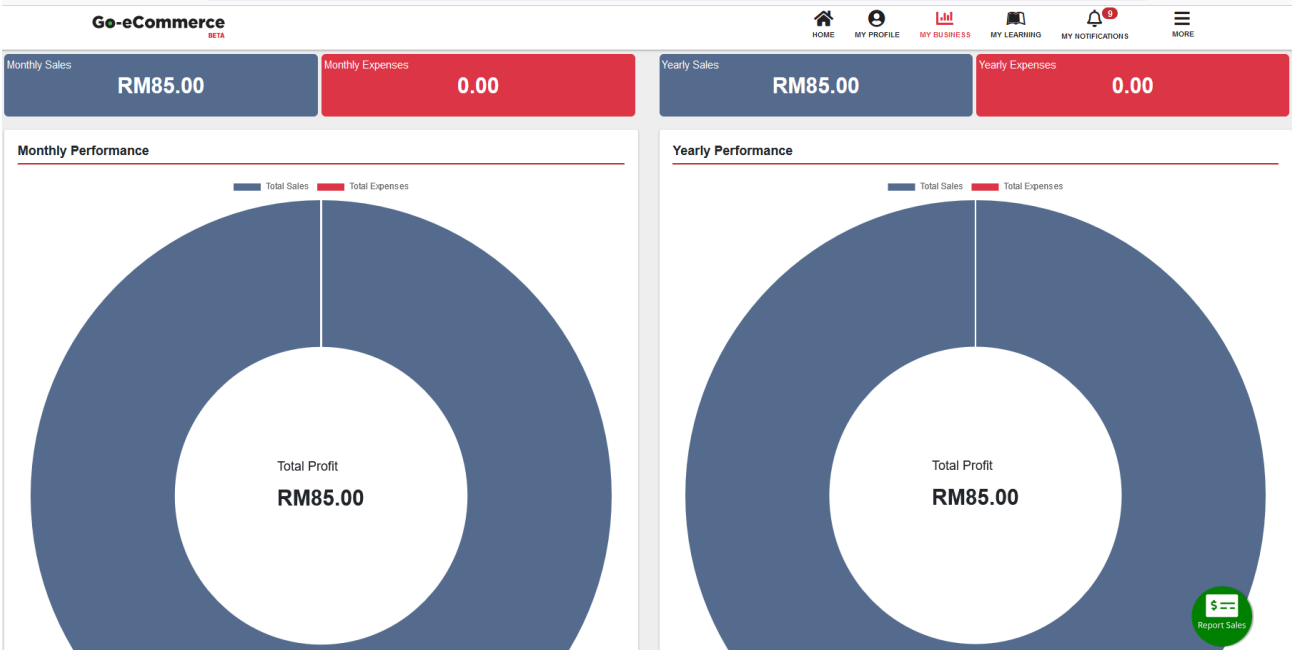 Go-eCommerce
BETA
HOME
MY PROFILE
MY BUSINESS
MY LEARNING
9
MY NOTIFICATIONS
MORE
Monthly Sales
RM85.00
Monthly Expenses
0.00
Yearly Sales
RM85.00
Yearly Expenses
0.00
Monthly Performance
Total Sales Total Expenses
Total Profit
RM85.00
Yearly Performance
Total Sales Total Expenses
Total Profit
RM85.00
$
Report Sales